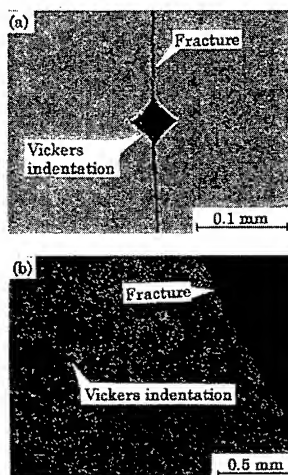 (a)
Fracture
Vickers
indentation
0.1 mm
(b)
Fracture
Vickers indentation
0.5 mm